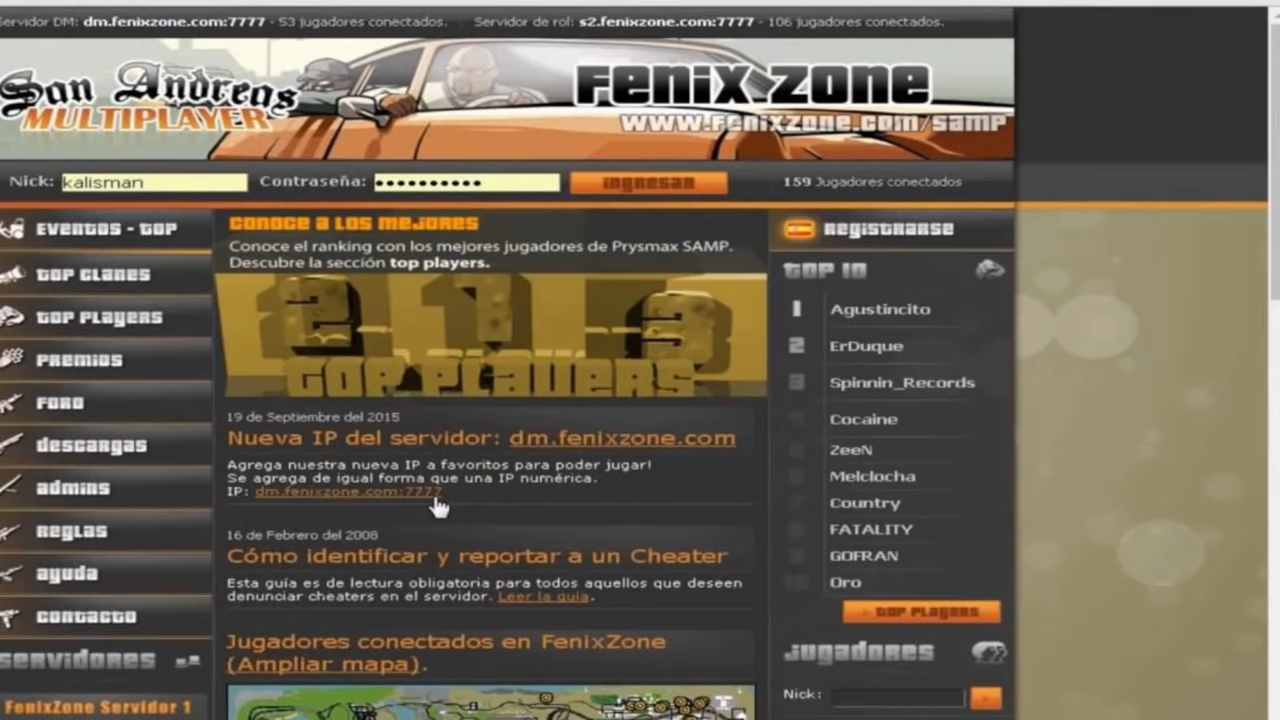 Servidor DM: dm.fenixzone.com:7777 - 53 jugadores conectados. Servidor de rol: s2.fenixzone.com:7777 - 106 jugadores conectados.
San Andreas
MULTIPLAYER
Fenix Zone
www.fenixzone.com/samp
Nick: kalisman Contraseña: •••••••••• ingresar 159 Jugadores conectados
Eventos - Top
Top Clanes
Top Players
Premios
Foro
Descargas
Admins
Reglas
Ayuda
Contacto
Servidores
FenixZone Servidor 1
Conoce a los mejores
Conoce el ranking con los mejores jugadores de Prysmax SAMP.
Descubre la sección top players.
2 1 3
Top Players
19 de Septiembre del 2015
Nueva IP del servidor: dm.fenixzone.com
Agrega nuestra nueva IP a favoritos para poder jugar!
Se agrega de igual forma que una IP numérica.
IP: dm.fenixzone.com:7777
16 de Febrero del 2008
Cómo identificar y reportar a un Cheater
Esta guía es de lectura obligatoria para todos aquellos que deseen
denunciar cheaters en el servidor. Leer la guía.
Jugadores conectados en FenixZone
(Ampliar mapa).
Registrarse
Top 10
1 Agustincito
2 ErDuque
3 Spinnin_Records
Cocaine
ZeeN
Melclocha
Country
FATALITY
GOFRAN
10 Oro
Top Players
Jugadores
Nick: